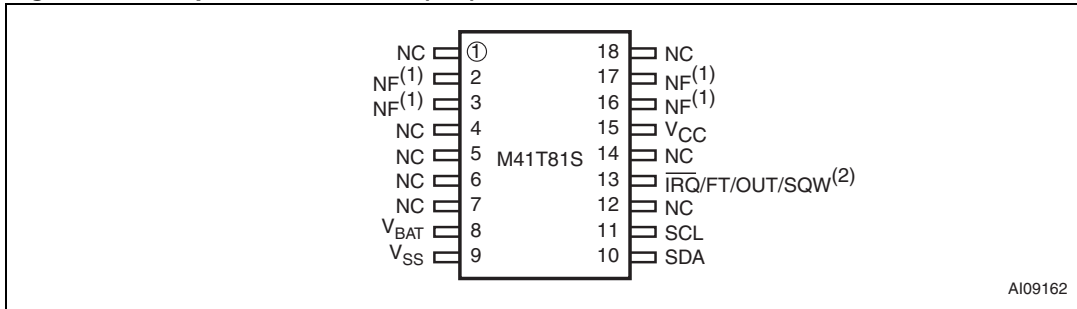 NC ① 18 NC
NF(1) 2 17 NF(1)
NF(1) 3 16 NF(1)
NC 4 15 VCC
NC 5 M41T81S 14 NC
NC 6 13 IRQ/FT/OUT/SQW(2)
NC 7 12 NC
VBAT 8 11 SCL
VSS 9 10 SDA
AI09162